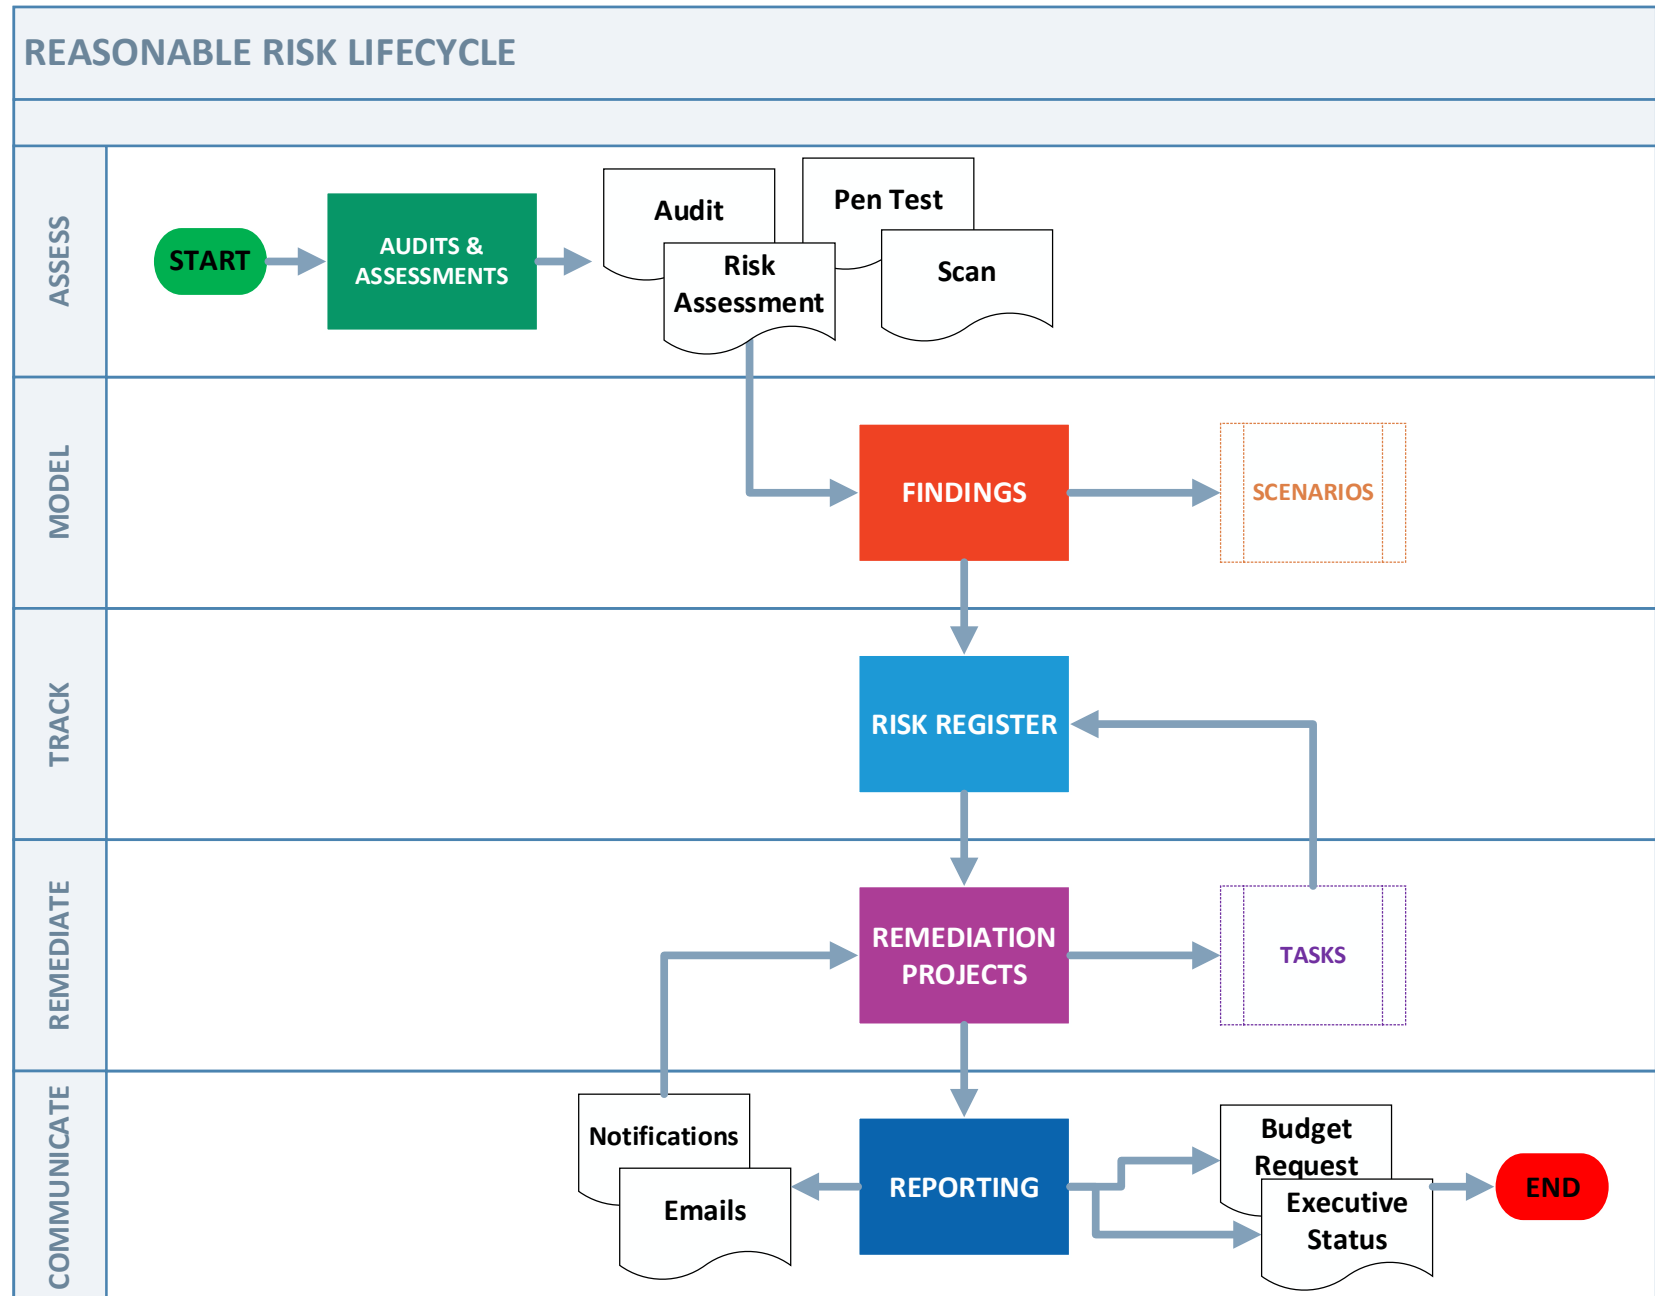 REASONABLE RISK LIFECYCLE
ASSESS
START
AUDITS &
ASSESSMENTS
Audit
Risk
Assessment
Pen Test
Scan
MODEL
FINDINGS
SCENARIOS
TRACK
RISK REGISTER
REMEDIATE
REMEDIATION
PROJECTS
TASKS
COMMUNICATE
Notifications
Emails
REPORTING
Budget
Request
Executive
Status
END